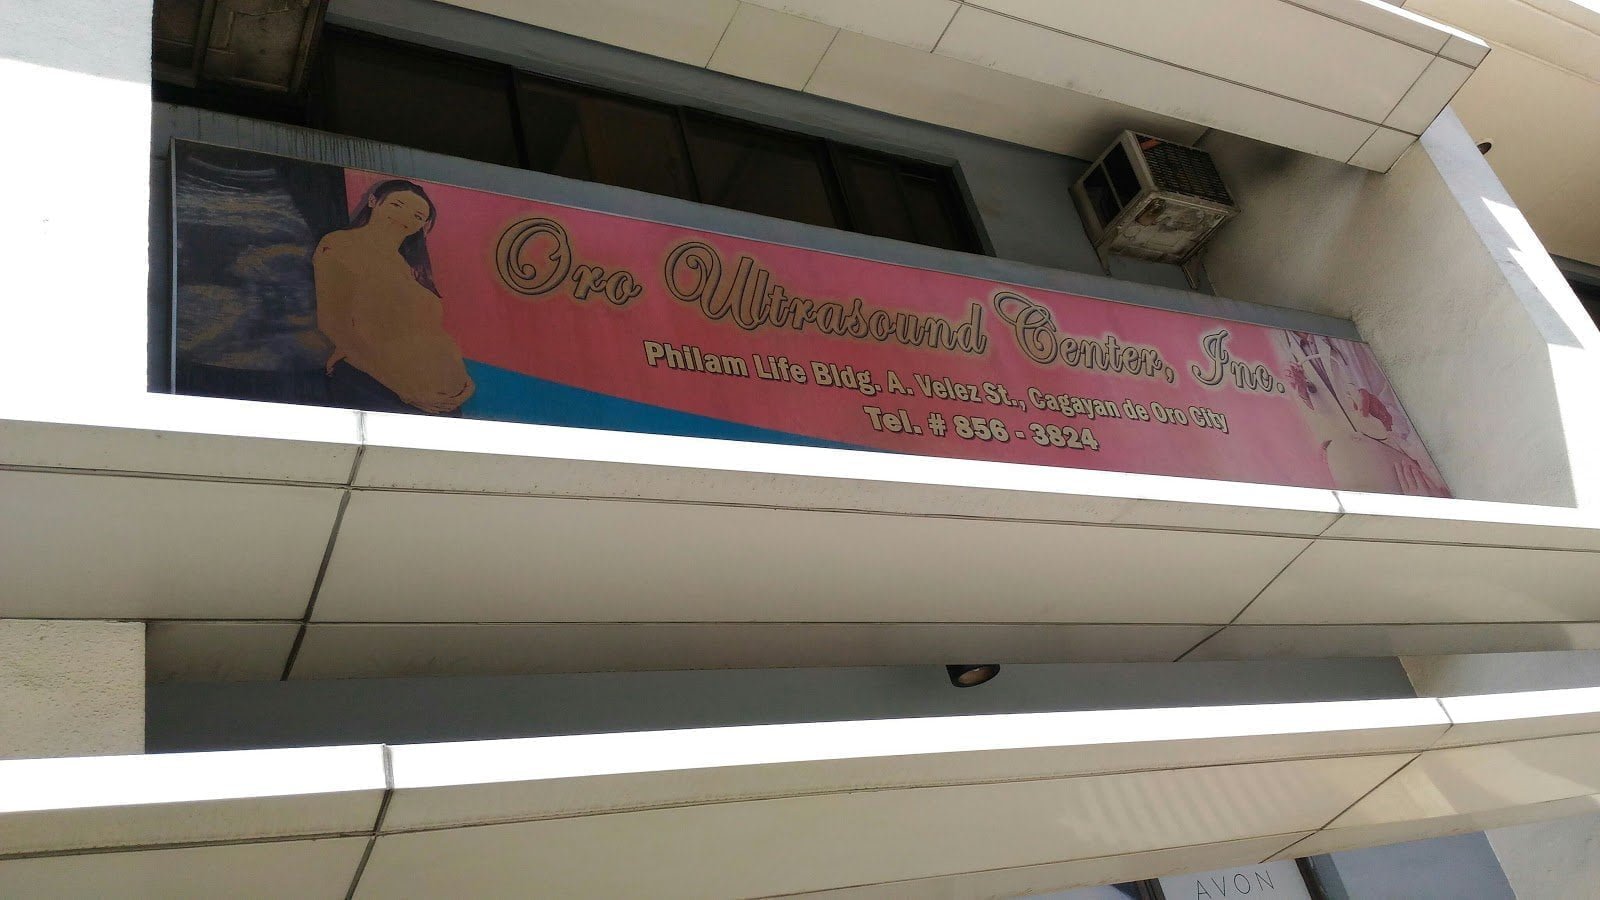 Oro Ultrasound Center, Inc.
Philam Life Bldg. A. Velez St., Cagayan de Oro City
Tel. # 856 - 3824
AVON